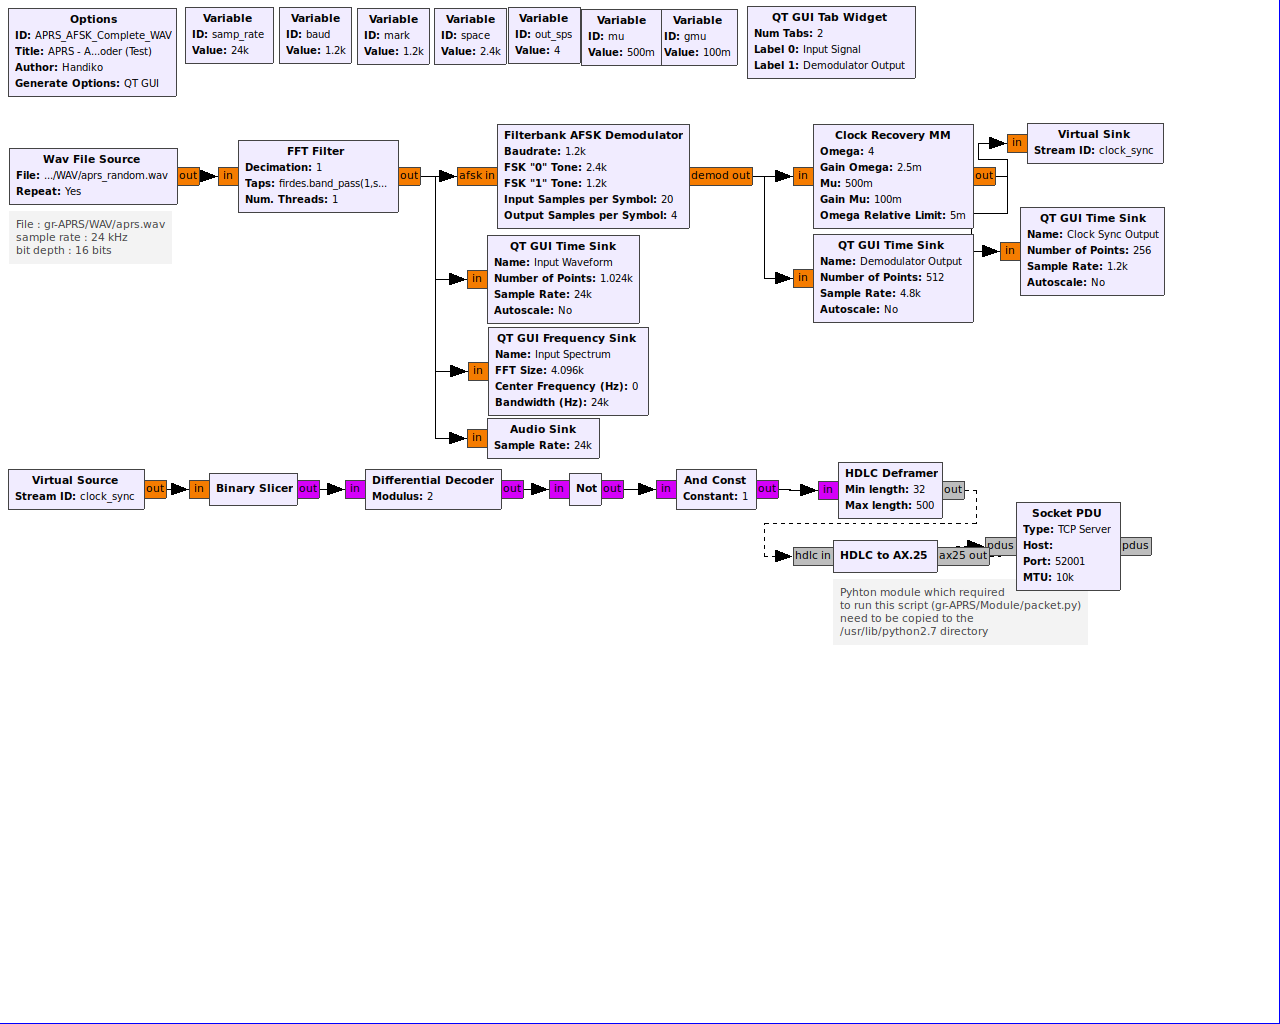 Options
ID: APRS_AFSK_Complete_WAV
Title: APRS - A...oder (Test)
Author: Handiko
Generate Options: QT GUI
Variable
ID: samp_rate
Value: 24k
Variable
ID: baud
Value: 1.2k
Variable
ID: mark
Value: 1.2k
Variable
ID: space
Value: 2.4k
Variable
ID: out_sps
Value: 4
Variable
ID: mu
Value: 500m
Variable
ID: gmu
Value: 100m
QT GUI Tab Widget
Num Tabs: 2
Label 0: Input Signal
Label 1: Demodulator Output
Wav File Source
File: .../WAV/aprs_random.wav
Repeat: Yes
out
File : gr-APRS/WAV/aprs.wav
sample rate : 24 kHz
bit depth : 16 bits
in
FFT Filter
Decimation: 1
Taps: firdes.band_pass(1,s...
Num. Threads: 1
out
afsk in
Filterbank AFSK Demodulator
Baudrate: 1.2k
FSK "0" Tone: 2.4k
FSK "1" Tone: 1.2k
Input Samples per Symbol: 20
Output Samples per Symbol: 4
demod out
in
QT GUI Time Sink
Name: Input Waveform
Number of Points: 1.024k
Sample Rate: 24k
Autoscale: No
in
QT GUI Frequency Sink
Name: Input Spectrum
FFT Size: 4.096k
Center Frequency (Hz): 0
Bandwidth (Hz): 24k
in
Audio Sink
Sample Rate: 24k
in
Clock Recovery MM
Omega: 4
Gain Omega: 2.5m
Mu: 500m
Gain Mu: 100m
Omega Relative Limit: 5m
out
in
QT GUI Time Sink
Name: Demodulator Output
Number of Points: 512
Sample Rate: 4.8k
Autoscale: No
in
Virtual Sink
Stream ID: clock_sync
in
QT GUI Time Sink
Name: Clock Sync Output
Number of Points: 256
Sample Rate: 1.2k
Autoscale: No
Virtual Source
Stream ID: clock_sync
out
in
Binary Slicer
out
in
Differential Decoder
Modulus: 2
out
in
Not
out
in
And Const
Constant: 1
out
in
HDLC Deframer
Min length: 32
Max length: 500
out
hdlc in
HDLC to AX.25
ax25 out
pdus
Socket PDU
Type: TCP Server
Host:
Port: 52001
MTU: 10k
pdus
Pyhton module which required
to run this script (gr-APRS/Module/packet.py)
need to be copied to the
/usr/lib/python2.7 directory